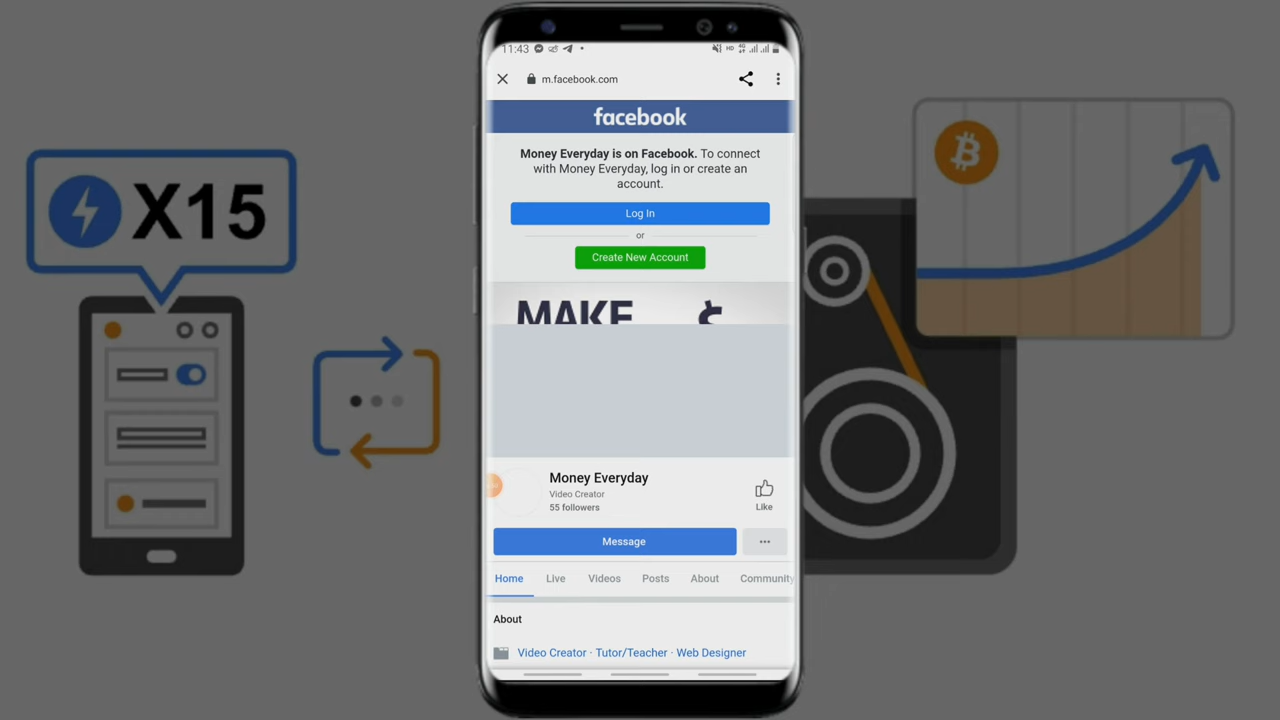 11:43
HD
4G
m.facebook.com
facebook
Money Everyday is on Facebook. To connect
with Money Everyday, log in or create an
account.
Log In
or
Create New Account
MAKE
X15
Money Everyday
Video Creator
55 followers
Like
Message
Home Live Videos Posts About Community
About
Video Creator · Tutor/Teacher · Web Designer